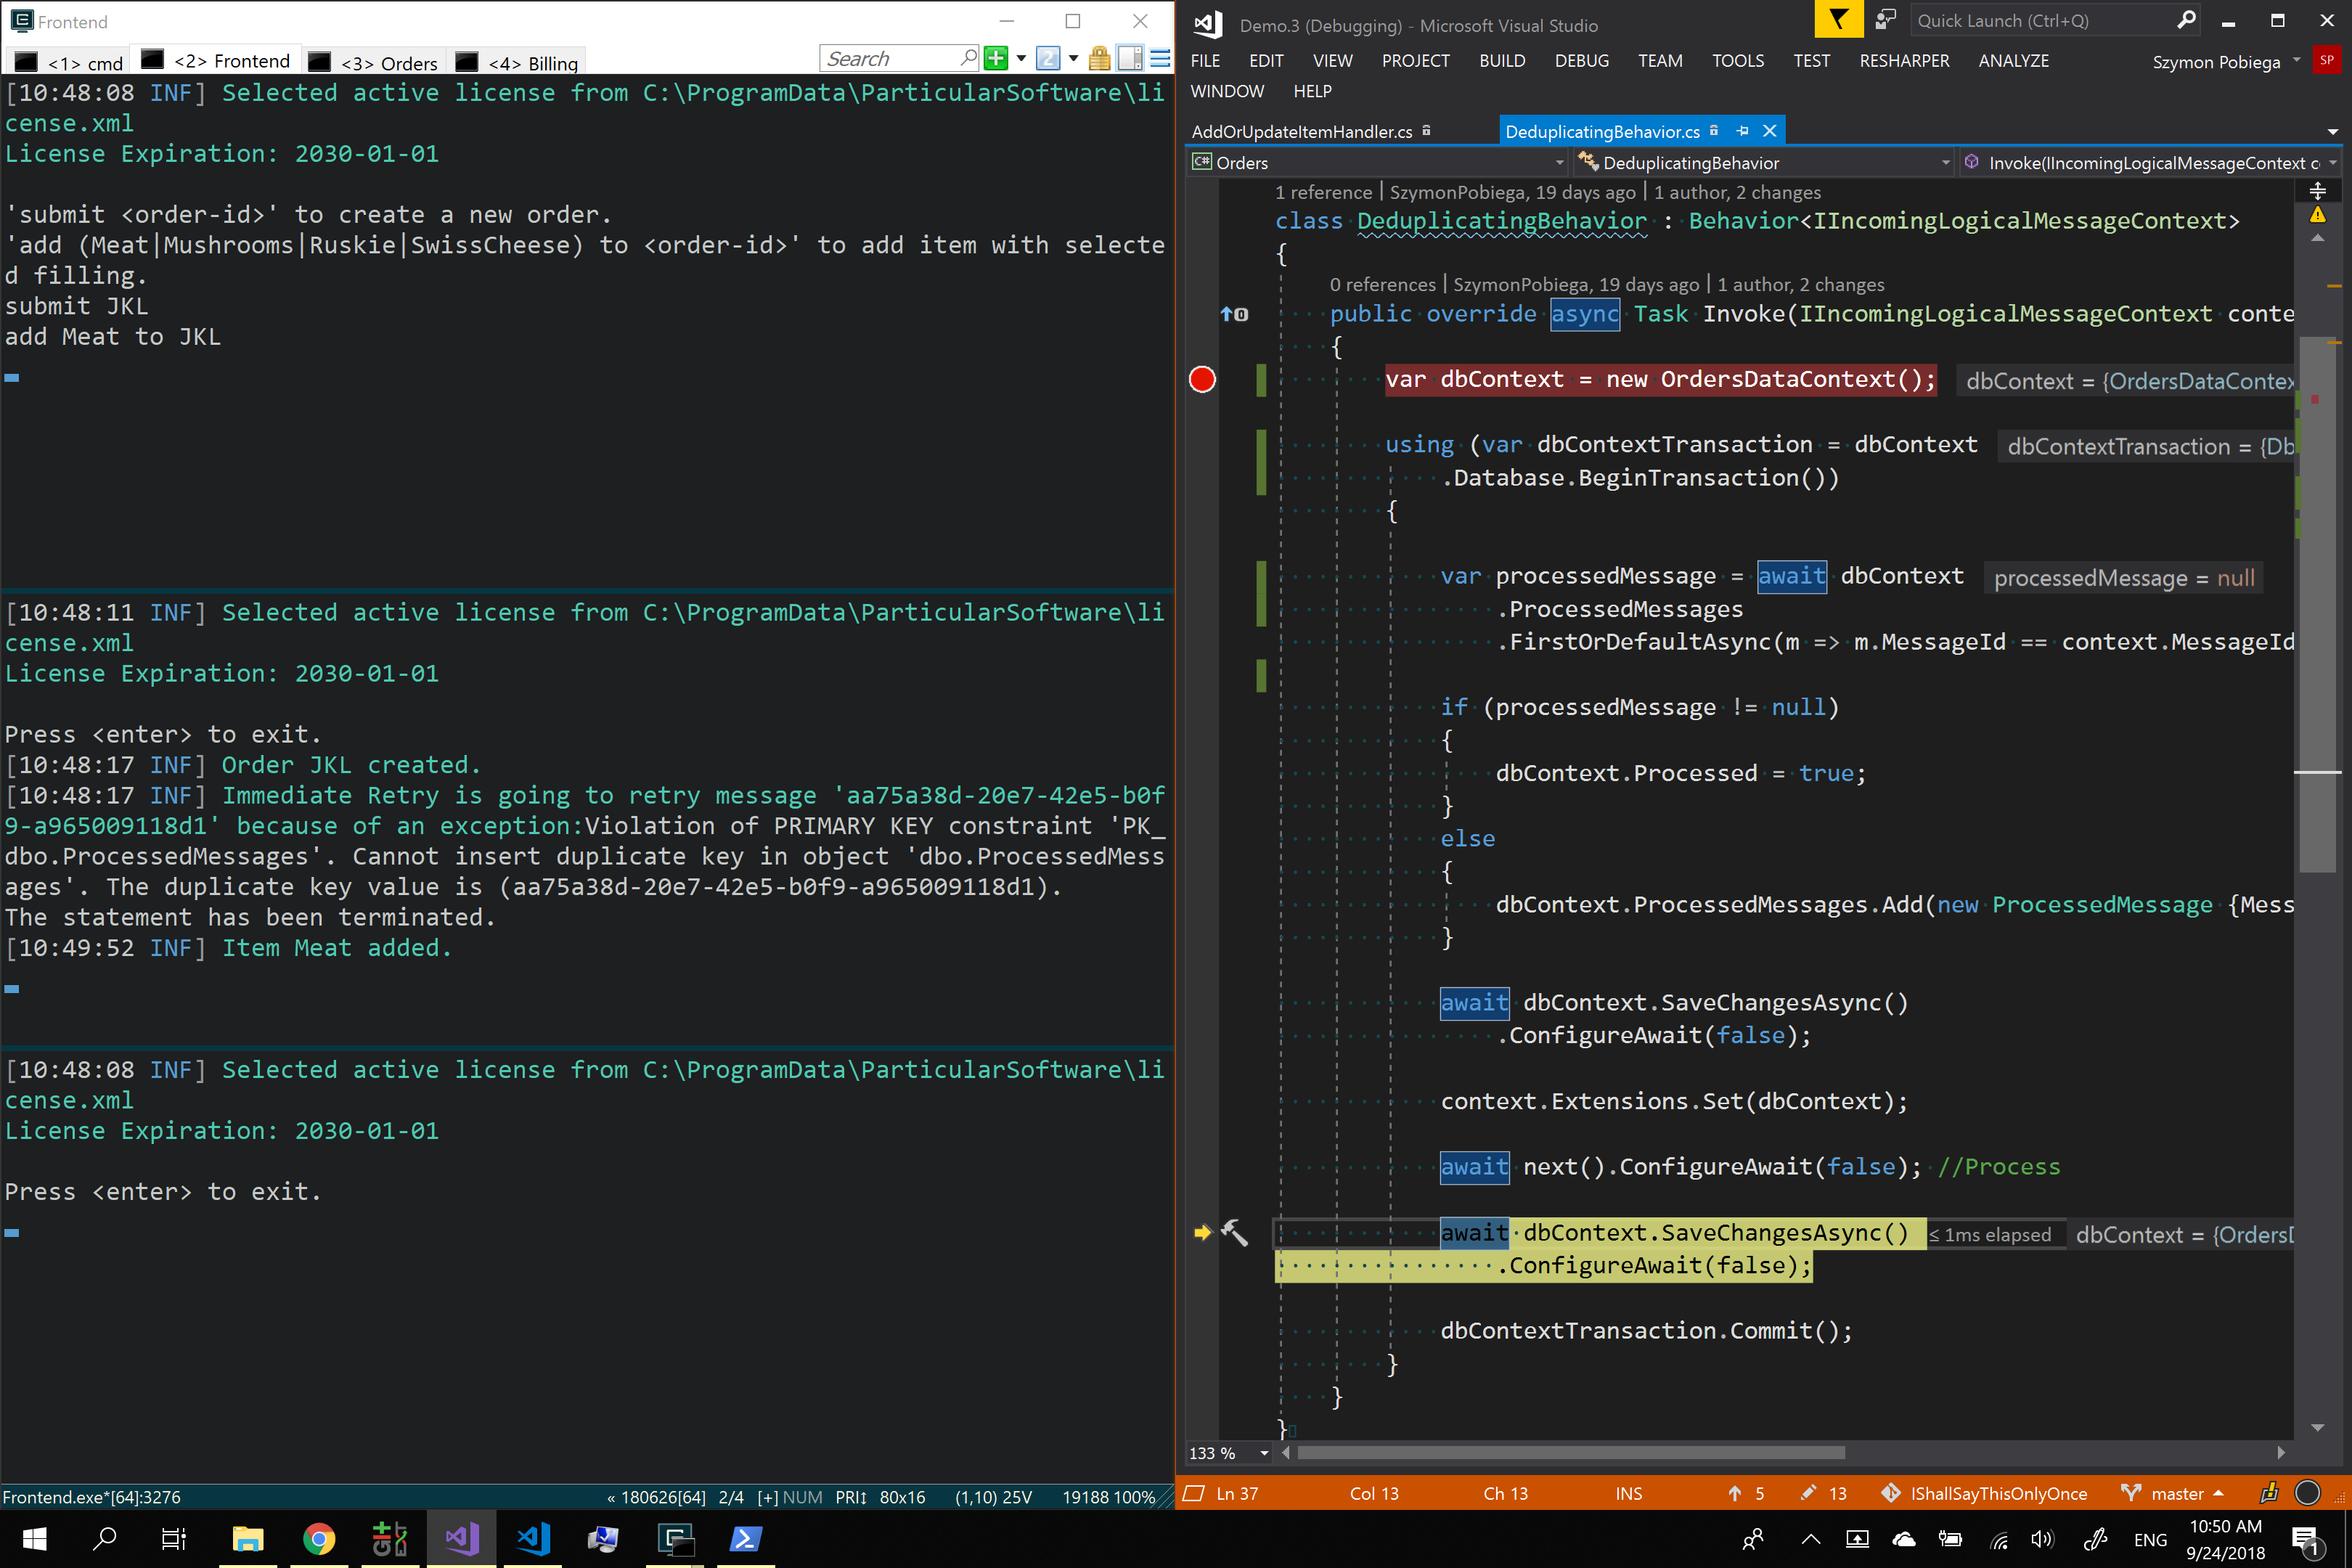 Frontend
<1> cmd
<2> Frontend
<3> Orders
<4> Billing
Search
[10:48:08 INF] Selected active license from C:\ProgramData\ParticularSoftware\li
cense.xml
License Expiration: 2030-01-01
'submit <order-id>' to create a new order.
'add (Meat|Mushrooms|Ruskie|SwissCheese) to <order-id>' to add item with selecte
d filling.
submit JKL
add Meat to JKL
[10:48:11 INF] Selected active license from C:\ProgramData\ParticularSoftware\li
cense.xml
License Expiration: 2030-01-01
Press <enter> to exit.
[10:48:17 INF] Order JKL created.
[10:48:17 INF] Immediate Retry is going to retry message 'aa75a38d-20e7-42e5-b0f
9-a965009118d1' because of an exception:Violation of PRIMARY KEY constraint 'PK_
dbo.ProcessedMessages'. Cannot insert duplicate key in object 'dbo.ProcessedMess
ages'. The duplicate key value is (aa75a38d-20e7-42e5-b0f9-a965009118d1).
The statement has been terminated.
[10:49:52 INF] Item Meat added.
[10:48:08 INF] Selected active license from C:\ProgramData\ParticularSoftware\li
cense.xml
License Expiration: 2030-01-01
Press <enter> to exit.
Frontend.exe*[64]:3276 « 180626[64] 2/4 [+] NUM PRI↕ 80x16 (1,10) 25V 19188 100%
Demo.3 (Debugging) - Microsoft Visual Studio
Quick Launch (Ctrl+Q)
FILE EDIT VIEW PROJECT BUILD DEBUG TEAM TOOLS TEST RESHARPER ANALYZE
Szymon Pobiega SP
WINDOW HELP
AddOrUpdateItemHandler.cs DeduplicatingBehavior.cs
C# Orders DeduplicatingBehavior Invoke(IIncomingLogicalMessageContext c
1 reference | SzymonPobiega, 19 days ago | 1 author, 2 changes
class DeduplicatingBehavior : Behavior<IIncomingLogicalMessageContext>
{
0 references | SzymonPobiega, 19 days ago | 1 author, 2 changes
public override async Task Invoke(IIncomingLogicalMessageContext conte
{
var dbContext = new OrdersDataContext(); dbContext = {OrdersDataContex
using (var dbContextTransaction = dbContext dbContextTransaction = {Db
.Database.BeginTransaction())
{
var processedMessage = await dbContext processedMessage = null
.ProcessedMessages
.FirstOrDefaultAsync(m => m.MessageId == context.MessageId
if (processedMessage != null)
{
dbContext.Processed = true;
}
else
{
dbContext.ProcessedMessages.Add(new ProcessedMessage {Mess
}
await dbContext.SaveChangesAsync()
.ConfigureAwait(false);
context.Extensions.Set(dbContext);
await next().ConfigureAwait(false); //Process
await dbContext.SaveChangesAsync() ≤ 1ms elapsed dbContext = {OrdersD
.ConfigureAwait(false);
dbContextTransaction.Commit();
}
}
}
133 %
Ln 37 Col 13 Ch 13 INS 5 13 IShallSayThisOnlyOnce master
ENG
10:50 AM
9/24/2018
1